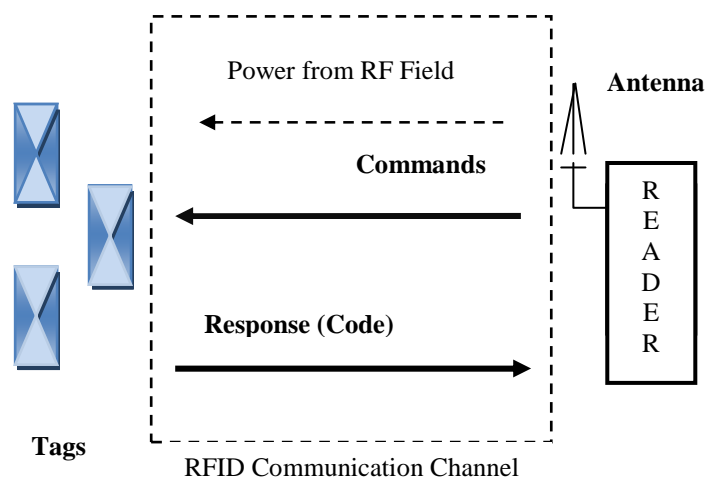 Power from RF Field
Antenna
Commands
R
E
A
D
E
R
Response (Code)
Tags
RFID Communication Channel